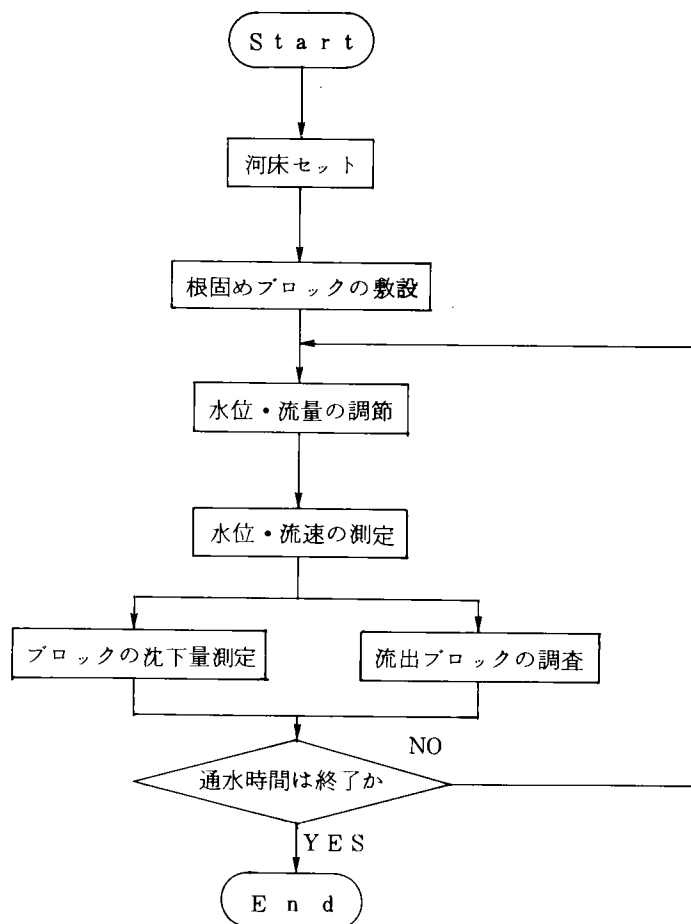 Start
河床セット
根固めブロックの敷設
水位・流量の調節
水位・流速の測定
ブロックの沈下量測定
流出ブロックの調査
NO
通水時間は終了か
YES
End